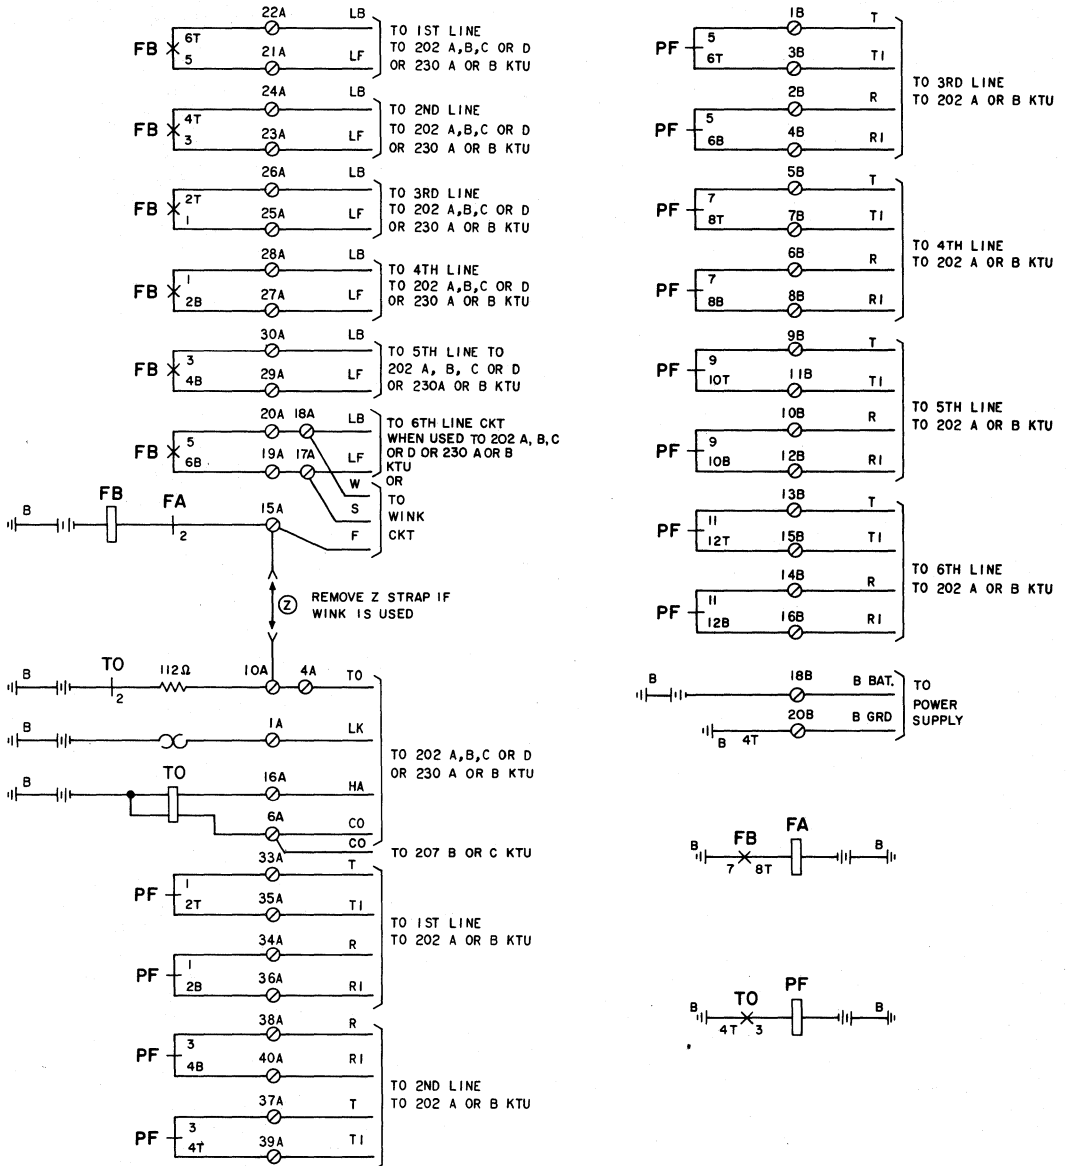 22A LB
FB 6T
5
21A LF
TO 1ST LINE
TO 202 A,B,C OR D
OR 230 A OR B KTU
24A LB
FB 4T
3
23A LF
TO 2ND LINE
TO 202 A,B,C OR D
OR 230 A OR B KTU
26A LB
FB 2T
1
25A LF
TO 3RD LINE
TO 202 A,B,C OR D
OR 230 A OR B KTU
28A LB
FB 1
2B
27A LF
TO 4TH LINE
TO 202 A,B,C OR D
OR 230 A OR B KTU
30A LB
FB 3
4B
29A LF
TO 5TH LINE TO
202 A, B, C OR D
OR 230A OR B KTU
20A 18A LB
FB 5
6B
19A 17A LF
TO 6TH LINE CKT
WHEN USED TO 202 A, B, C
OR D OR 230 A OR B
KTU
OR
W
S
F
TO
WINK
CKT
B FB FA 2 15A
Z REMOVE Z STRAP IF
WINK IS USED
B TO 2 112Ω 10A 4A TO
B 1A LK
B TO 16A HA
6A CO
TO 202 A,B,C OR D
OR 230 A OR B KTU
CO TO 207 B OR C KTU
33A T
PF 1
2T
35A T1
34A R
PF 1
2B
36A R1
TO 1ST LINE
TO 202 A OR B KTU
38A R
PF 3
4B
40A R1
37A T
PF 3
4T
39A T1
TO 2ND LINE
TO 202 A OR B KTU
1B T
PF 5
6T
3B T1
2B R
PF 5
6B
4B R1
TO 3RD LINE
TO 202 A OR B KTU
5B T
PF 7
8T
7B T1
6B R
PF 7
8B
8B R1
TO 4TH LINE
TO 202 A OR B KTU
9B T
PF 9
10T
11B T1
10B R
PF 9
10B
12B R1
TO 5TH LINE
TO 202 A OR B KTU
13B T
PF 11
12T
15B T1
14B R
PF 11
12B
16B R1
TO 6TH LINE
TO 202 A OR B KTU
B 18B B BAT.
B 4T 20B B GRD
TO
POWER
SUPPLY
B FB 7 8T FA B
B TO 4T 3 PF B